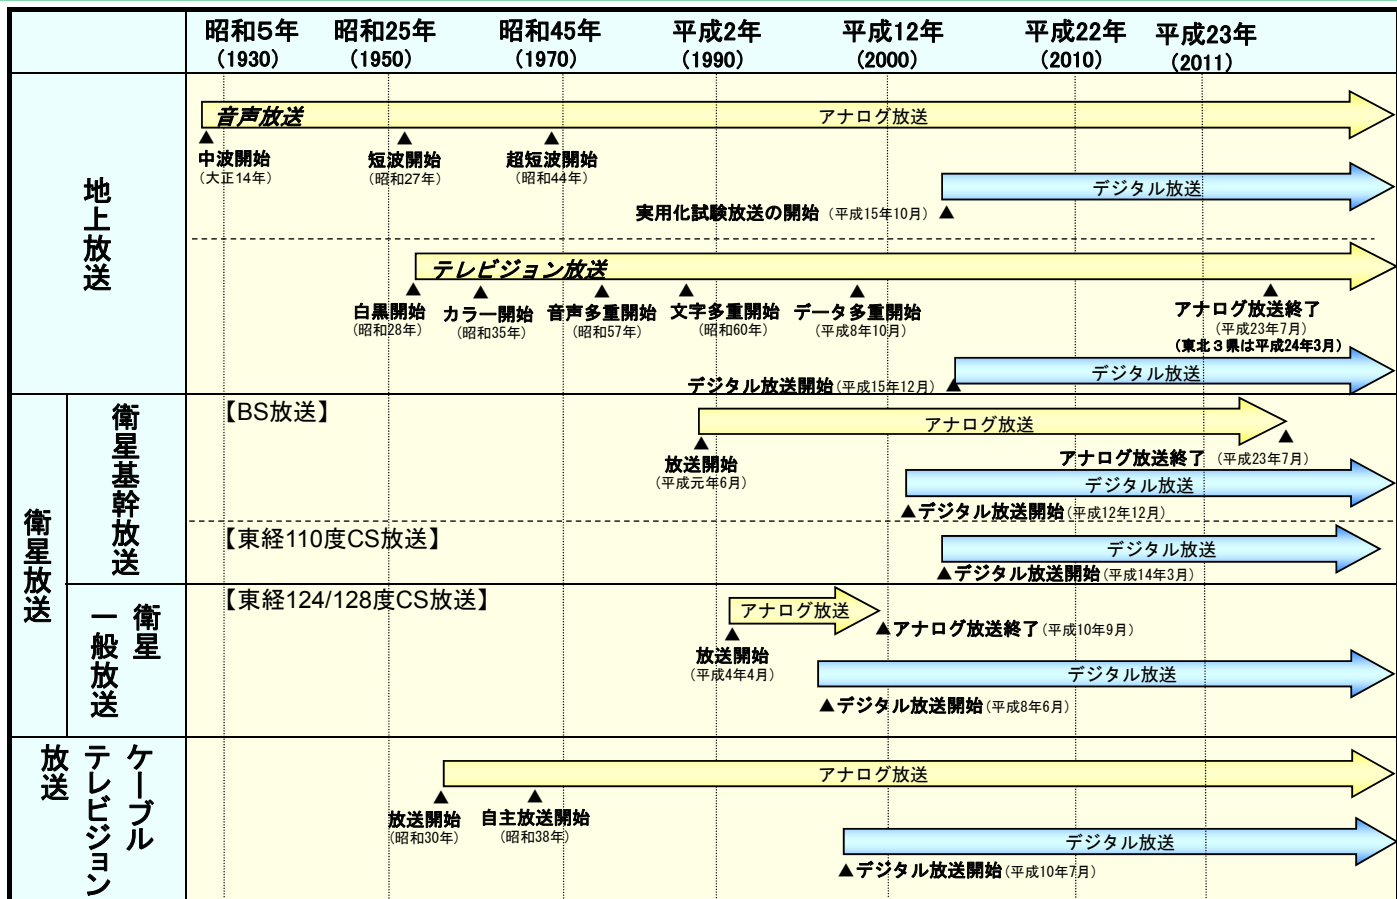 昭和5年 昭和25年 昭和45年 平成2年 平成12年 平成22年 平成23年
(1930) (1950) (1970) (1990) (2000) (2010) (2011)
地上放送
音声放送
アナログ放送
▲ ▲ ▲
中波開始 短波開始 超短波開始
(大正14年) (昭和27年) (昭和44年)
デジタル放送
実用化試験放送の開始 (平成15年10月) ▲
テレビジョン放送
▲ ▲ ▲ ▲ ▲ ▲
白黒開始 カラー開始 音声多重開始 文字多重開始 データ多重開始 アナログ放送終了
(昭和28年) (昭和35年) (昭和57年) (昭和60年) (平成8年10月) (平成23年7月)
(東北3県は平成24年3月)
デジタル放送
デジタル放送開始(平成15年12月) ▲
衛星放送
衛星基幹放送
【BS放送】
アナログ放送
▲ ▲
放送開始
(平成元年6月)
アナログ放送終了 (平成23年7月)
デジタル放送
▲デジタル放送開始(平成12年12月)
【東経110度CS放送】
デジタル放送
▲デジタル放送開始(平成14年3月)
衛星
一般放送
【東経124/128度CS放送】
アナログ放送
▲アナログ放送終了(平成10年9月)
▲
放送開始
(平成4年4月)
デジタル放送
▲デジタル放送開始(平成8年6月)
ケーブル
テレビジョン
放送
アナログ放送
▲ ▲
放送開始 自主放送開始
(昭和30年) (昭和38年)
デジタル放送
▲デジタル放送開始(平成10年7月)